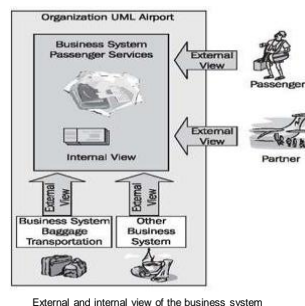 Organization UML Airport
Business System
Passenger Services
External
View
Passenger
External
View
Partner
Internal View
External
View
External
View
Business System
Baggage
Transportation
Other
Business
System
External and internal view of the business system